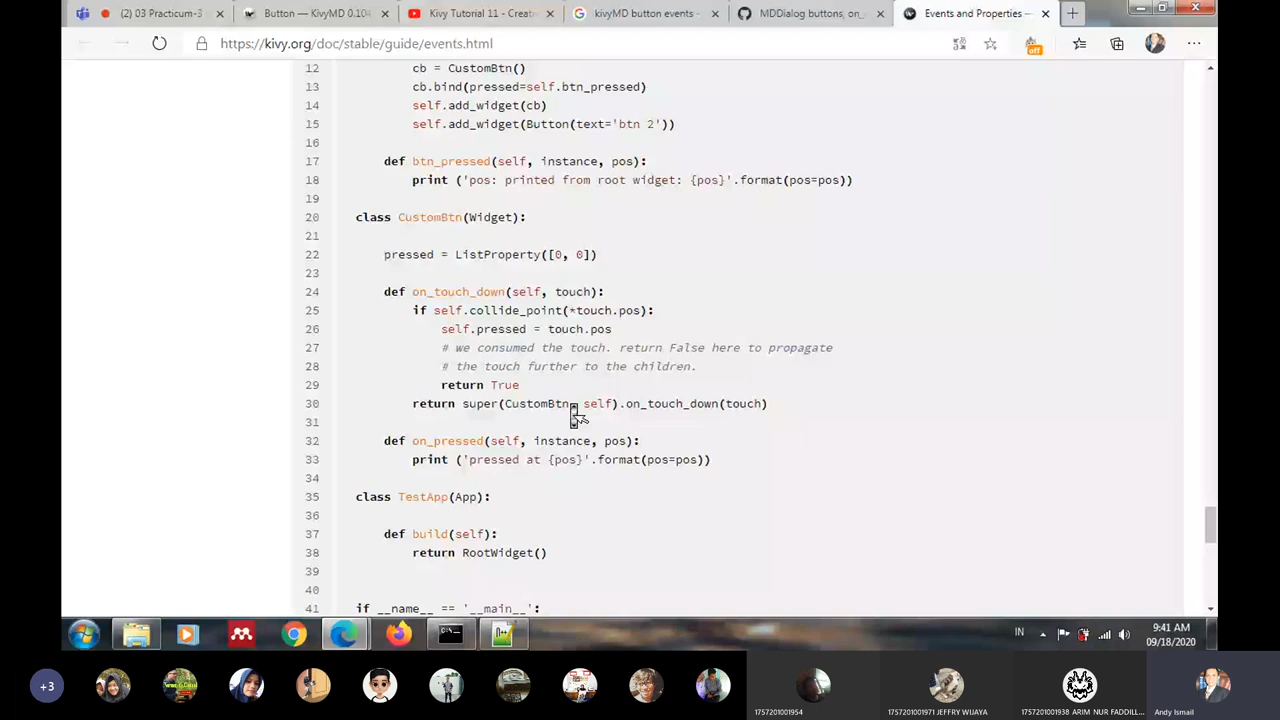 (2) 03 Practicum-3
Button — KivyMD 0.104
Kivy Tutorial 11 - Creatin
kivyMD button events -
MDDialog buttons, on_
Events and Properties —
https://kivy.org/doc/stable/guide/events.html
off
12 cb = CustomBtn()
13 cb.bind(pressed=self.btn_pressed)
14 self.add_widget(cb)
15 self.add_widget(Button(text='btn 2'))
16
17 def btn_pressed(self, instance, pos):
18 print ('pos: printed from root widget: {pos}'.format(pos=pos))
19
20 class CustomBtn(Widget):
21
22 pressed = ListProperty([0, 0])
23
24 def on_touch_down(self, touch):
25 if self.collide_point(*touch.pos):
26 self.pressed = touch.pos
27 # we consumed the touch. return False here to propagate
28 # the touch further to the children.
29 return True
30 return super(CustomBtn, self).on_touch_down(touch)
31
32 def on_pressed(self, instance, pos):
33 print ('pressed at {pos}'.format(pos=pos))
34
35 class TestApp(App):
36
37 def build(self):
38 return RootWidget()
39
40
41 if __name__ == '__main__':
IN
9:41 AM
09/18/2020
+3
1757201001954
1757201001971 JEFFRY WIJAYA
1757201001938 ARIM NUR FADDILL...
Andy Ismail